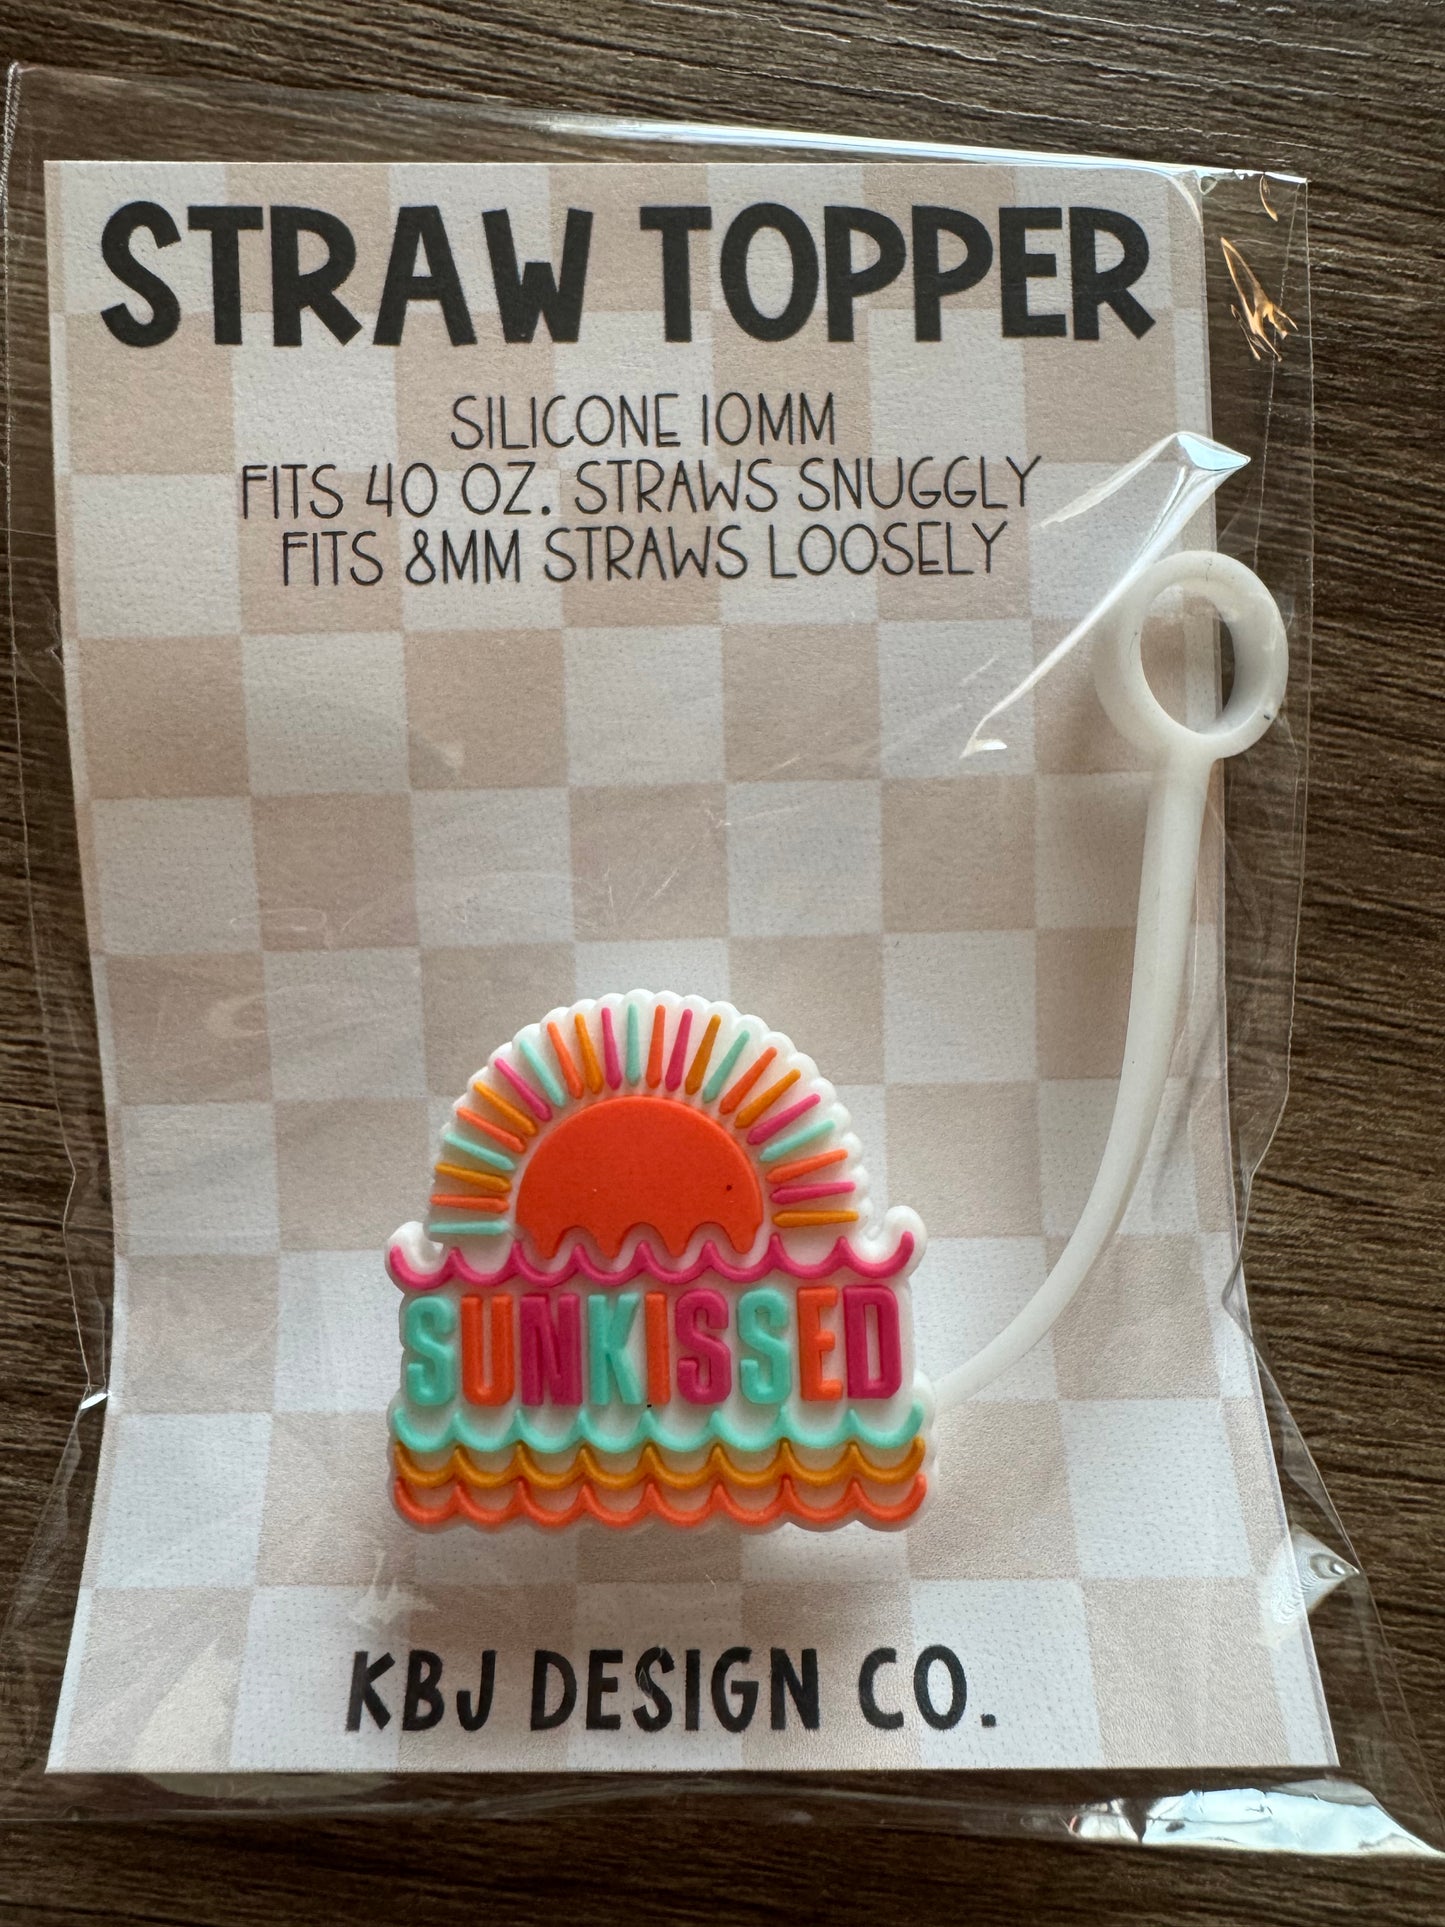 STRAW TOPPER
SILICONE 10MM
FITS 40 OZ. STRAWS SNUGGLY
FITS 8MM STRAWS LOOSELY
SUNKISSED
KBJ DESIGN CO.